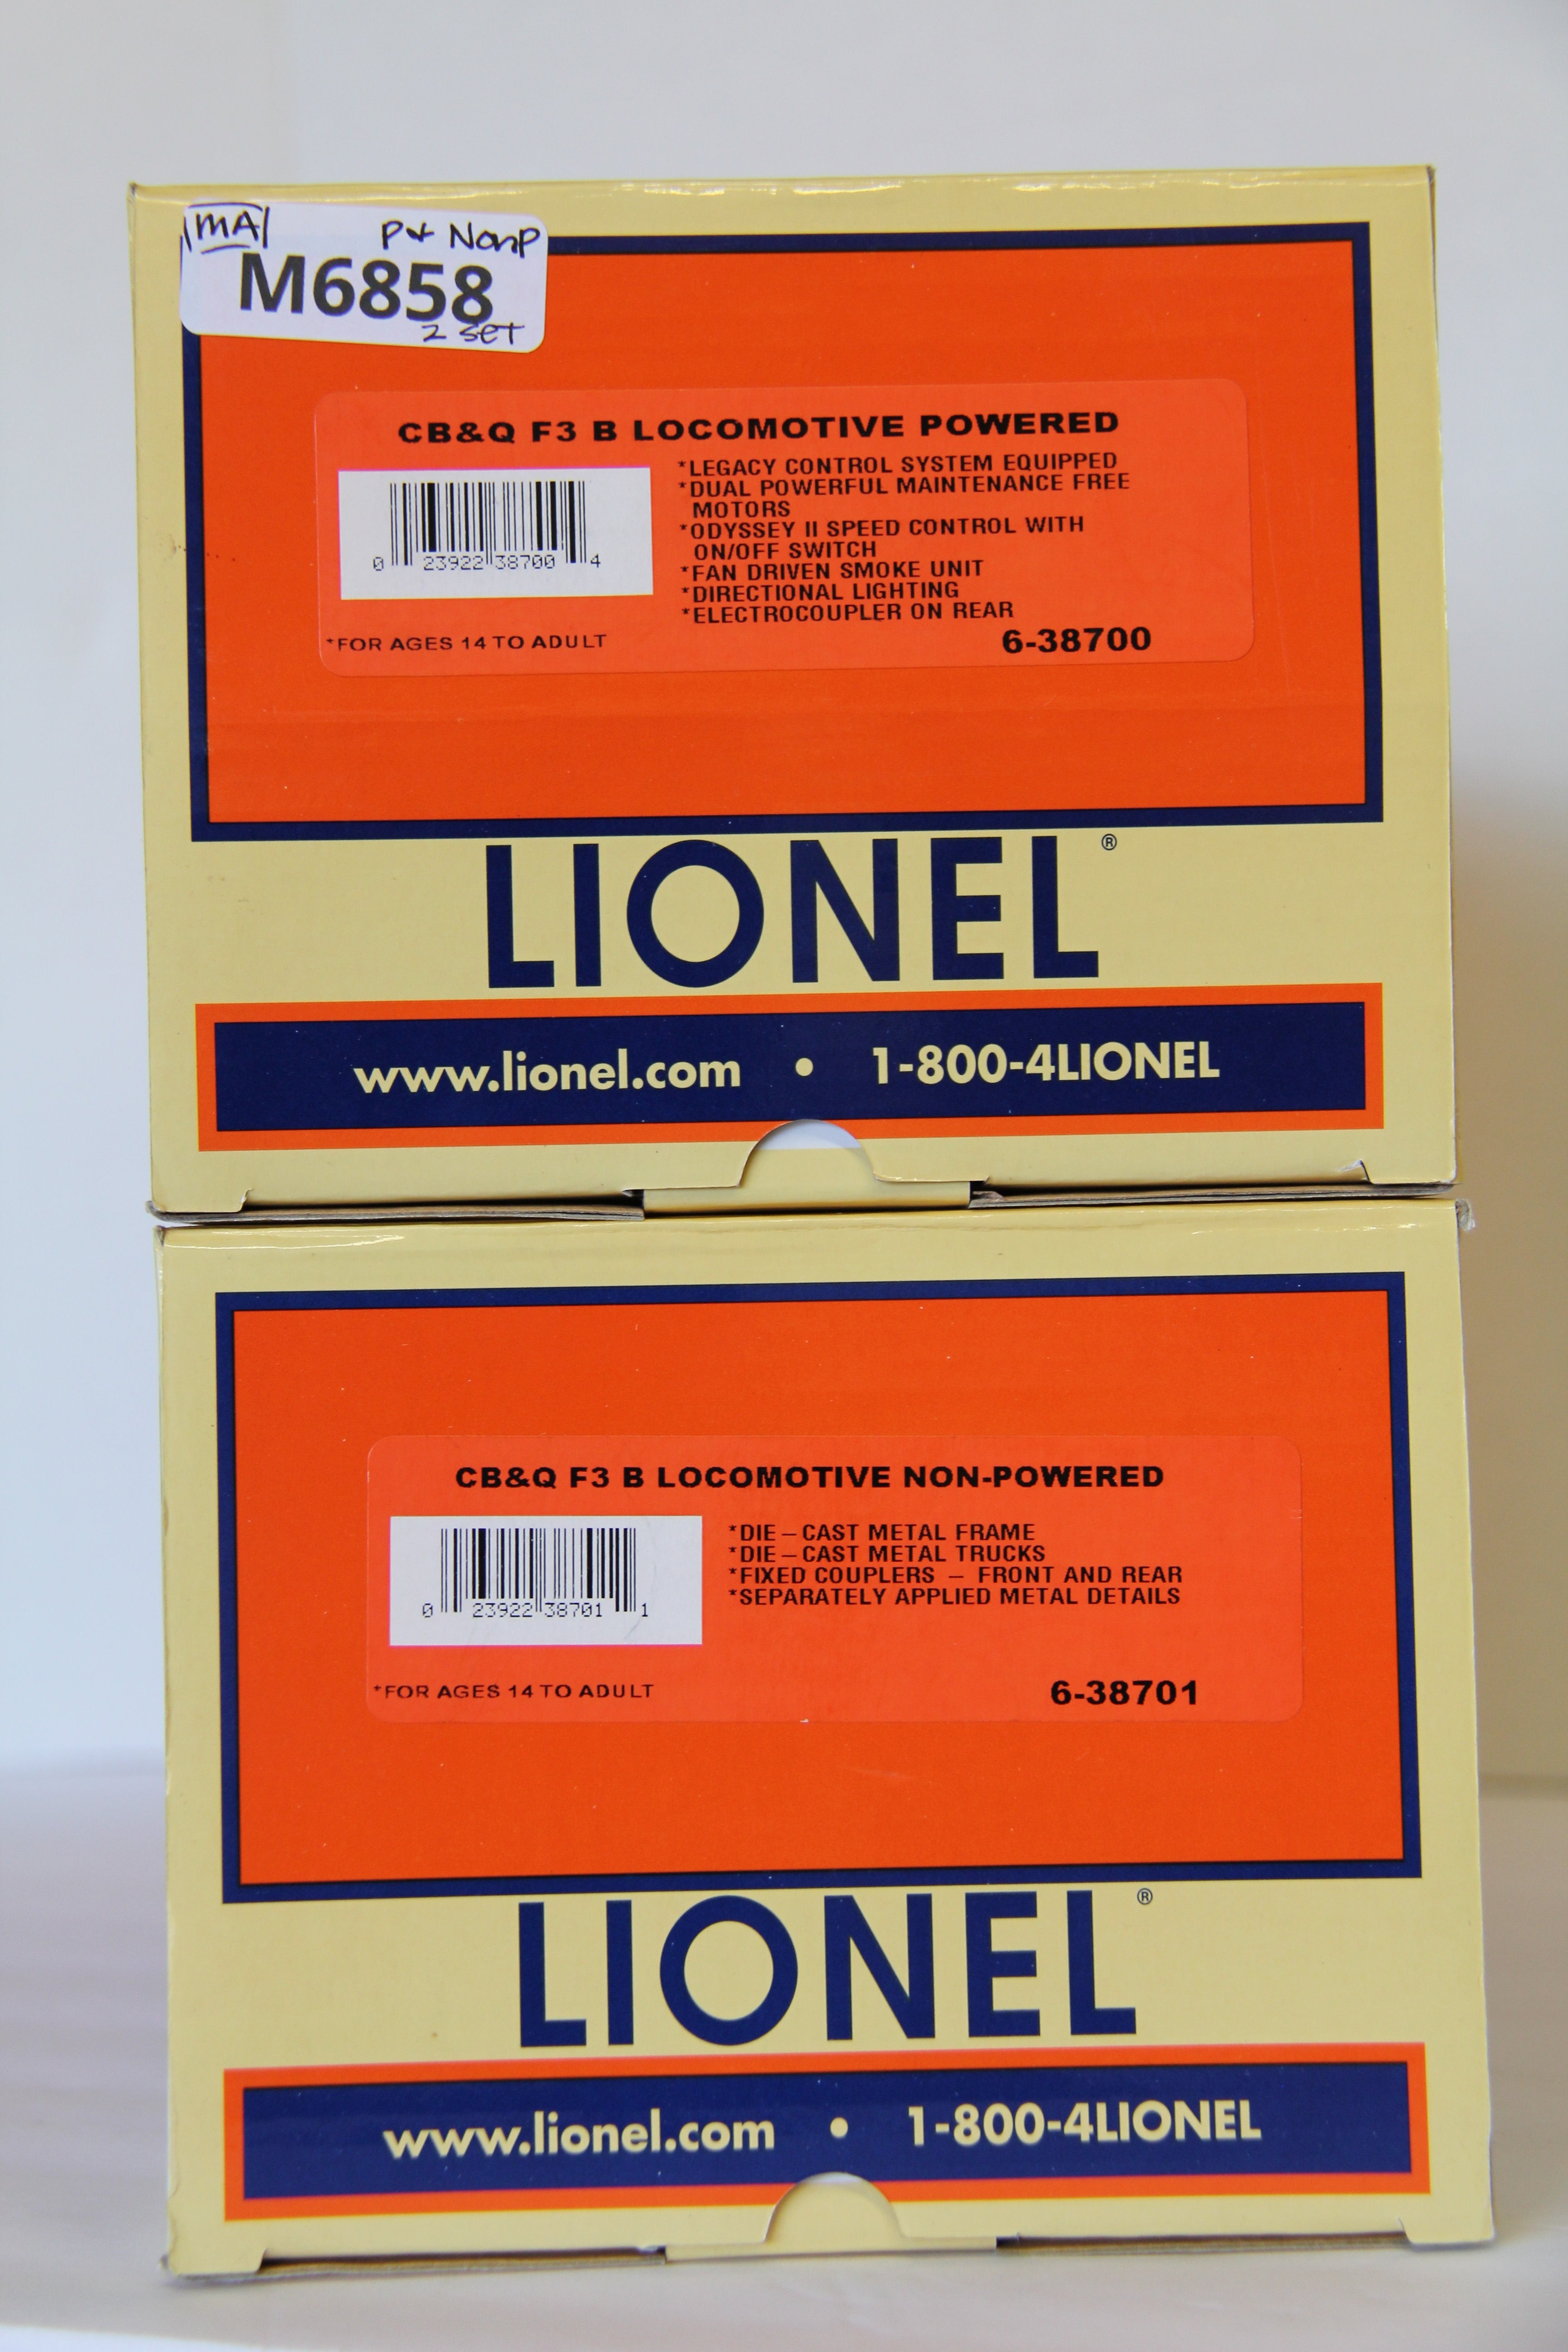 MA P+ NonP
M6858
2 set
CB&Q F3 B LOCOMOTIVE POWERED
*LEGACY CONTROL SYSTEM EQUIPPED
*DUAL POWERFUL MAINTENANCE FREE
MOTORS
*ODYSSEY II SPEED CONTROL WITH
ON/OFF SWITCH
*FAN DRIVEN SMOKE UNIT
*DIRECTIONAL LIGHTING
*ELECTROCOUPLER ON REAR
0 23922 38700 4
*FOR AGES 14 TO ADULT
6-38700
LIONEL®
www.lionel.com • 1-800-4LIONEL
CB&Q F3 B LOCOMOTIVE NON-POWERED
*DIE – CAST METAL FRAME
*DIE – CAST METAL TRUCKS
*FIXED COUPLERS – FRONT AND REAR
*SEPARATELY APPLIED METAL DETAILS
0 23922 38701 1
*FOR AGES 14 TO ADULT
6-38701
LIONEL®
www.lionel.com • 1-800-4LIONEL